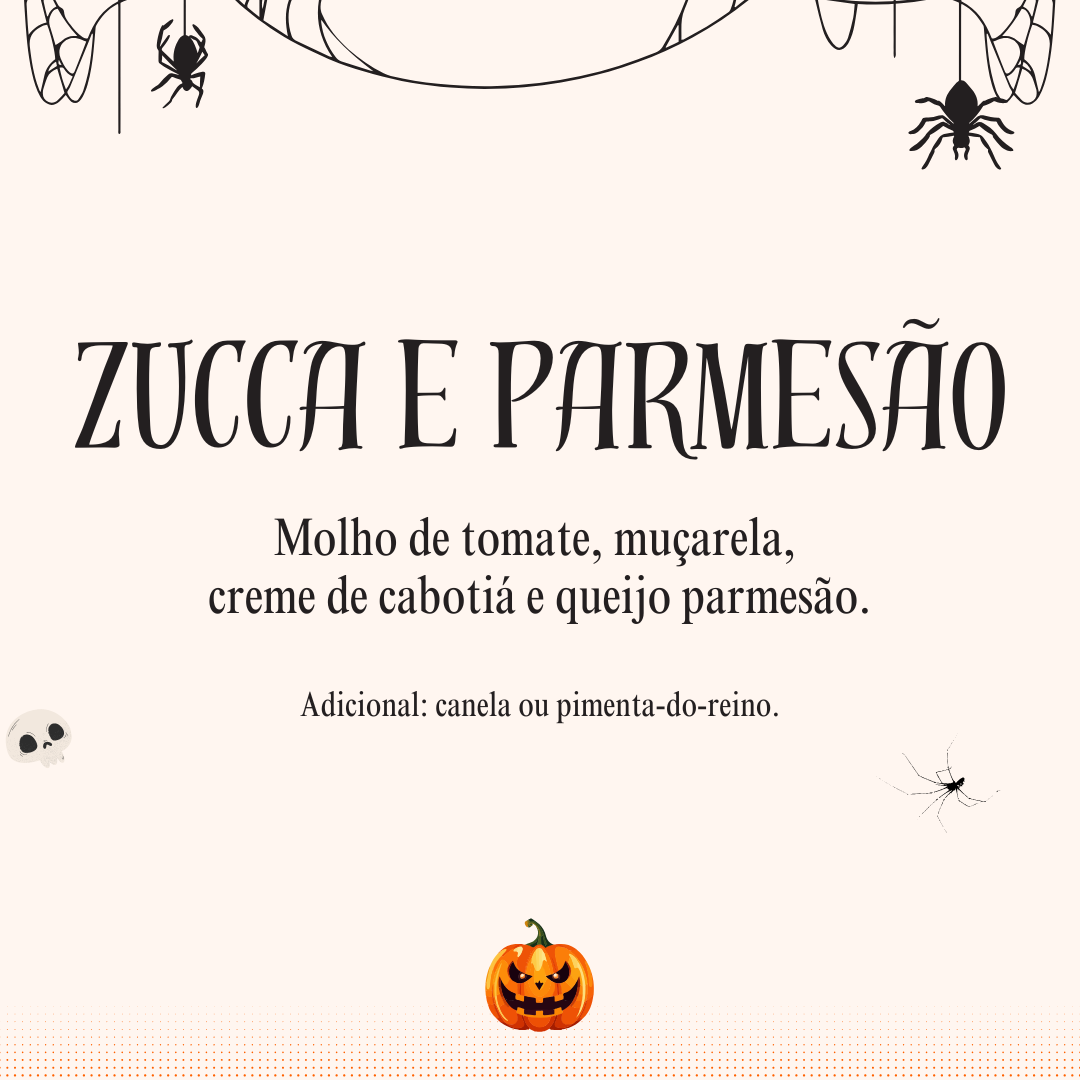 ZUCCA E PARMESÃO
Molho de tomate, muçarela,
creme de cabotiá e queijo parmesão.
Adicional: canela ou pimenta-do-reino.